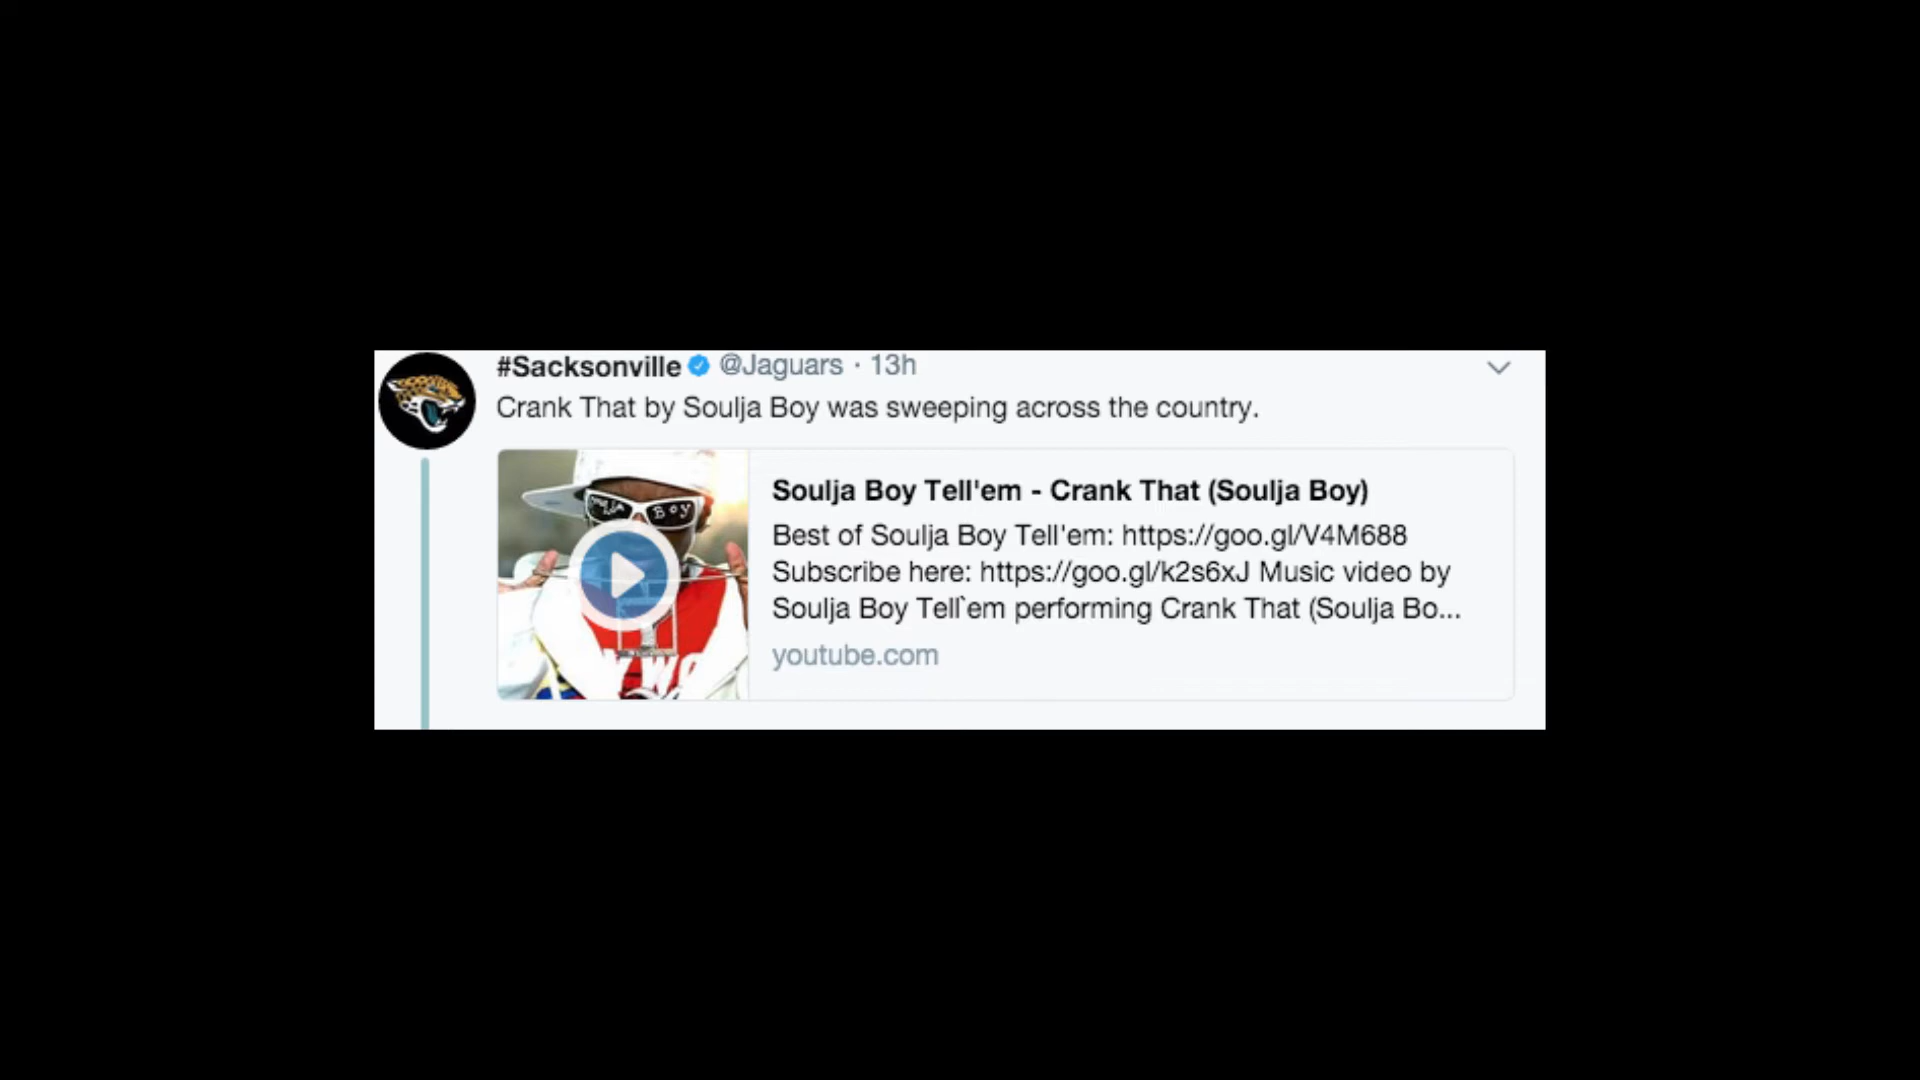 #Sacksonville @Jaguars · 13h
Crank That by Soulja Boy was sweeping across the country.
Soulja Boy Tell'em - Crank That (Soulja Boy)
Best of Soulja Boy Tell'em: https://goo.gl/V4M688
Subscribe here: https://goo.gl/k2s6xJ Music video by
Soulja Boy Tell`em performing Crank That (Soulja Bo...
youtube.com
Boy